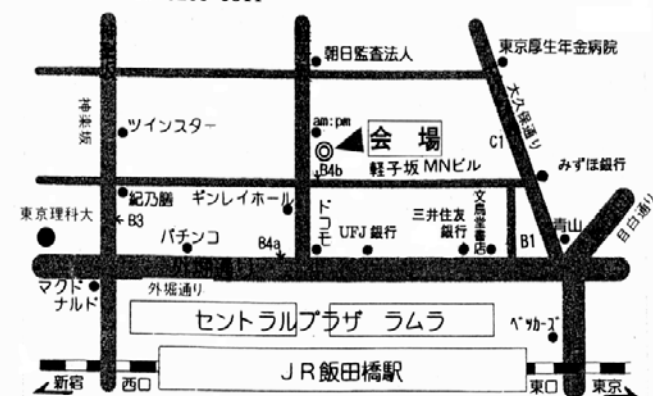 朝日監査法人
東京厚生年金病院
神楽坂
ツインスター
am:pm
会場
大久保通り
C1
B4b
軽子坂 MNビル
みずほ銀行
目白通り
紀乃膳
ギンレイホール
東京理科大
B3
パチンコ
B4a
ドコモ
UFJ銀行
三井住友
銀行
文鳥堂書店
B1
青山
マクド
ナルド
外堀通り
セントラルプラザ ラムラ
ベッカーズ
JR飯田橋駅
新宿
西口
東口
東京